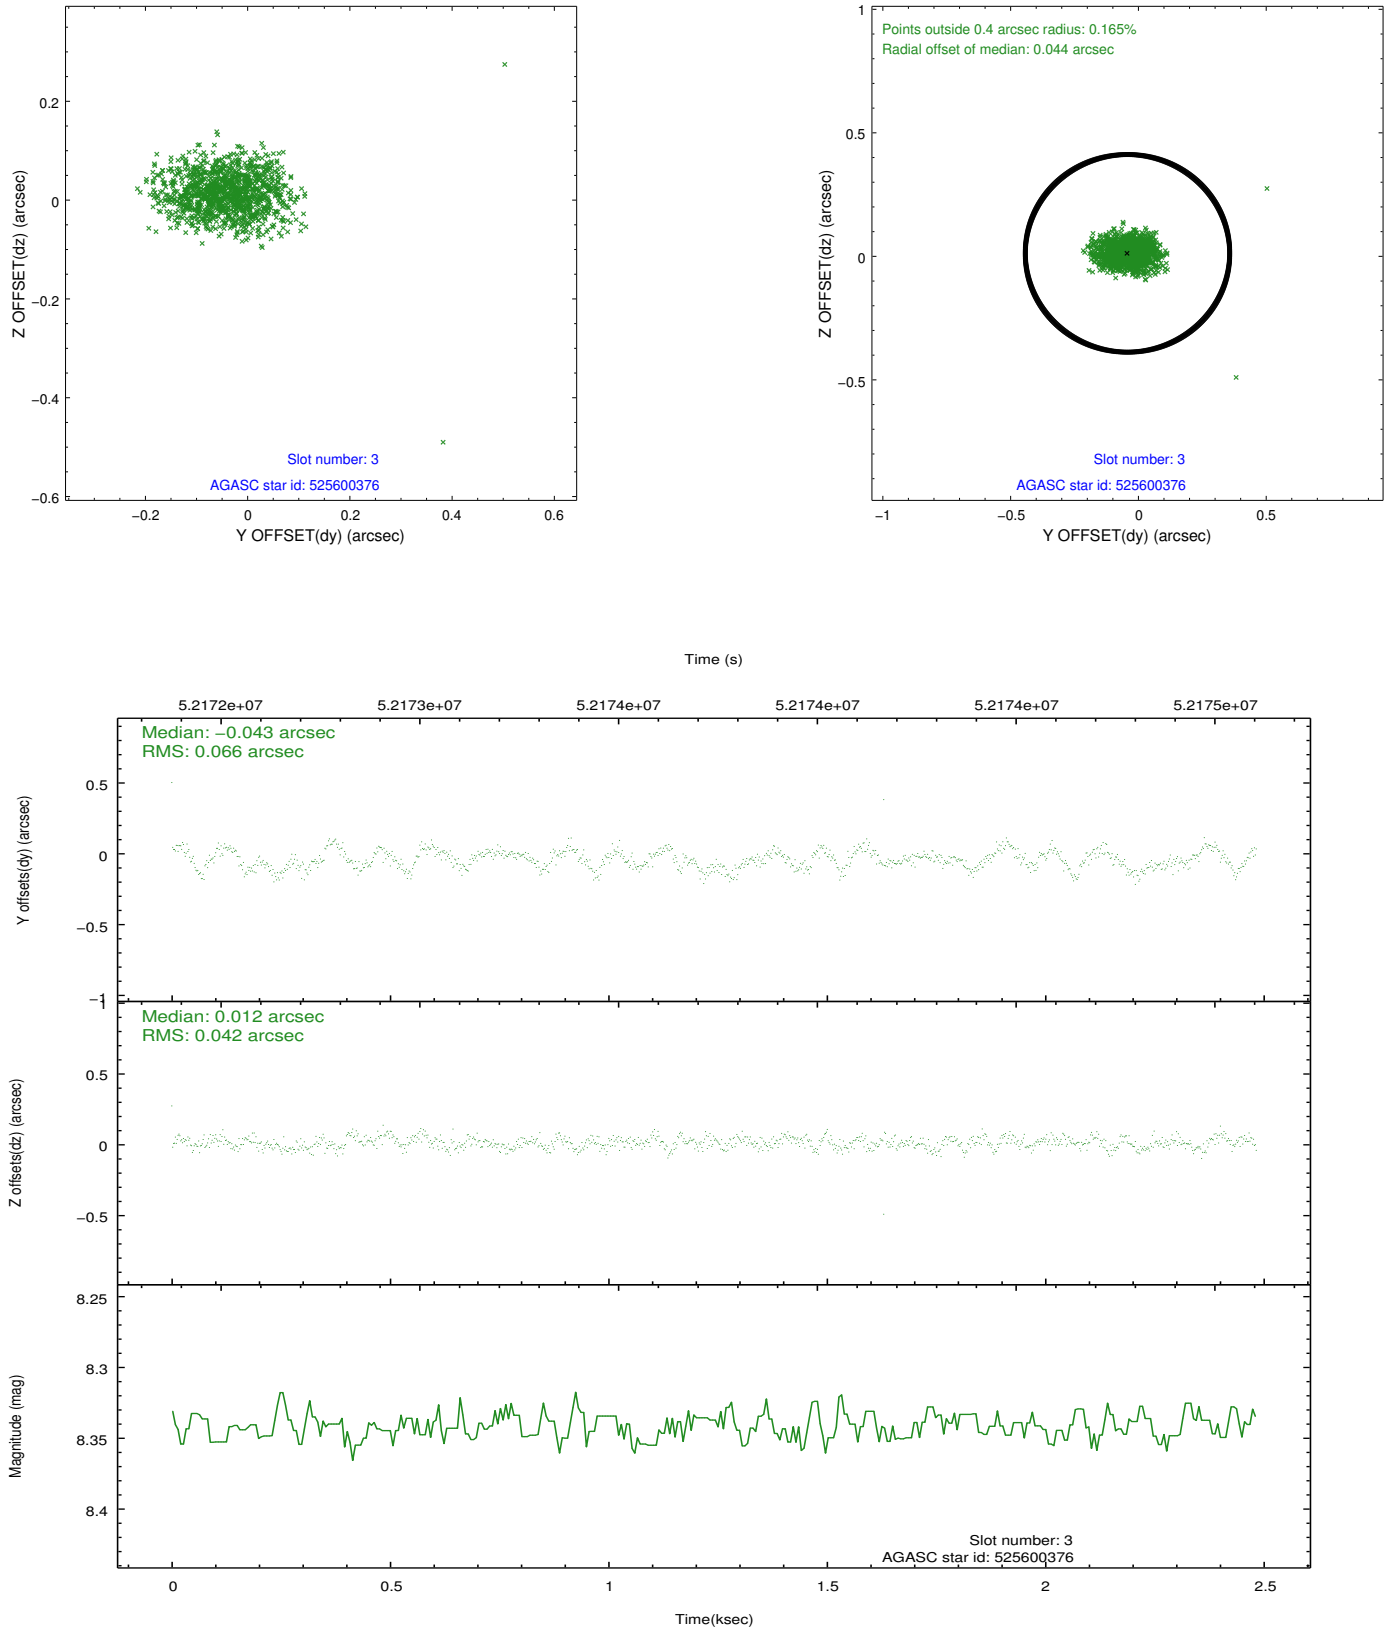 Points outside 0.4 arcsec radius: 0.165%
Radial offset of median: 0.044 arcsec
0.2
0
−0.2
−0.4
−0.6
Z OFFSET(dz) (arcsec)
Slot number: 3
AGASC star id: 525600376
−0.2
0
0.2
0.4
0.6
Y OFFSET(dy) (arcsec)
1
0.5
0
−0.5
Z OFFSET(dz) (arcsec)
Slot number: 3
AGASC star id: 525600376
−1
−0.5
0
0.5
Y OFFSET(dy) (arcsec)
Time (s)
5.2172e+07
5.2173e+07
5.2174e+07
5.2174e+07
5.2174e+07
5.2175e+07
Median: −0.043 arcsec
RMS: 0.066 arcsec
0.5
0
−0.5
−1
Y offsets(dy) (arcsec)
Median: 0.012 arcsec
RMS: 0.042 arcsec
1
0.5
0
−0.5
Z offsets(dz) (arcsec)
8.25
8.3
8.35
8.4
Magnitude (mag)
Slot number: 3
AGASC star id: 525600376
0
0.5
1
1.5
2
2.5
Time(ksec)